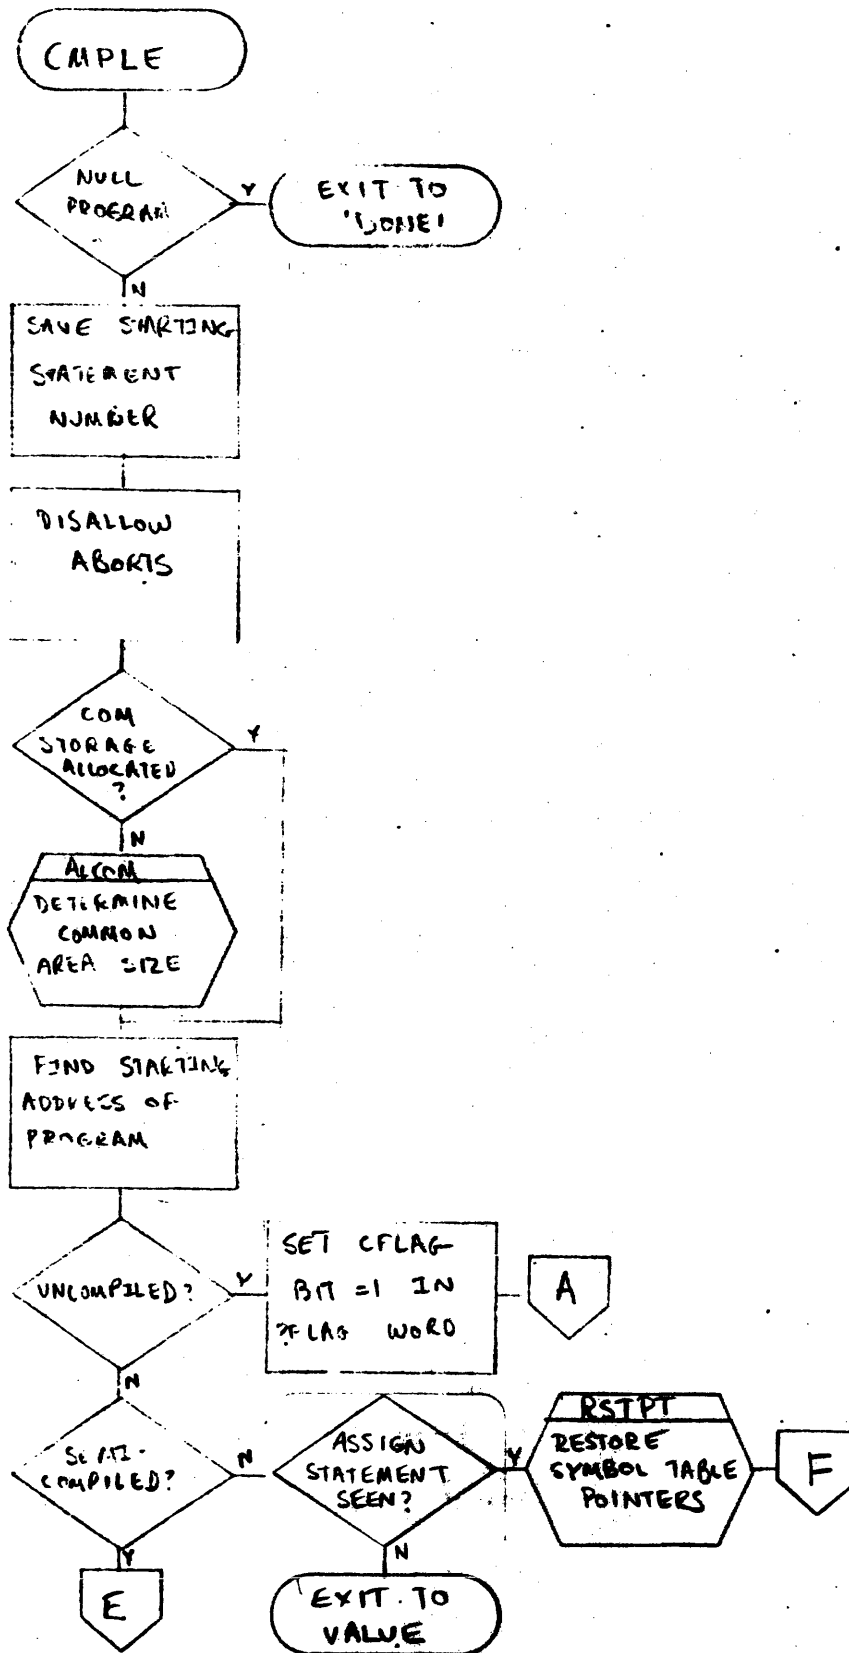 CMPLE
NULL
PROGRAM
Y
EXIT TO
'DONE'
N
SAVE STARTING
STATEMENT
NUMBER
DISALLOW
ABORTS
COM
STORAGE
ALLOCATED
?
Y
N
ALCOM
DETERMINE
COMMON
AREA SIZE
FIND STARTING
ADDRESS OF
PROGRAM
UNCOMPILED?
Y
SET CFLAG
BIT =1 IN
WORD
A
N
SEMI-
COMPILED?
N
ASSIGN
STATEMENT
SEEN?
Y
RSTPT
RESTORE
SYMBOL TABLE
POINTERS
F
Y
E
N
EXIT TO
VALUE